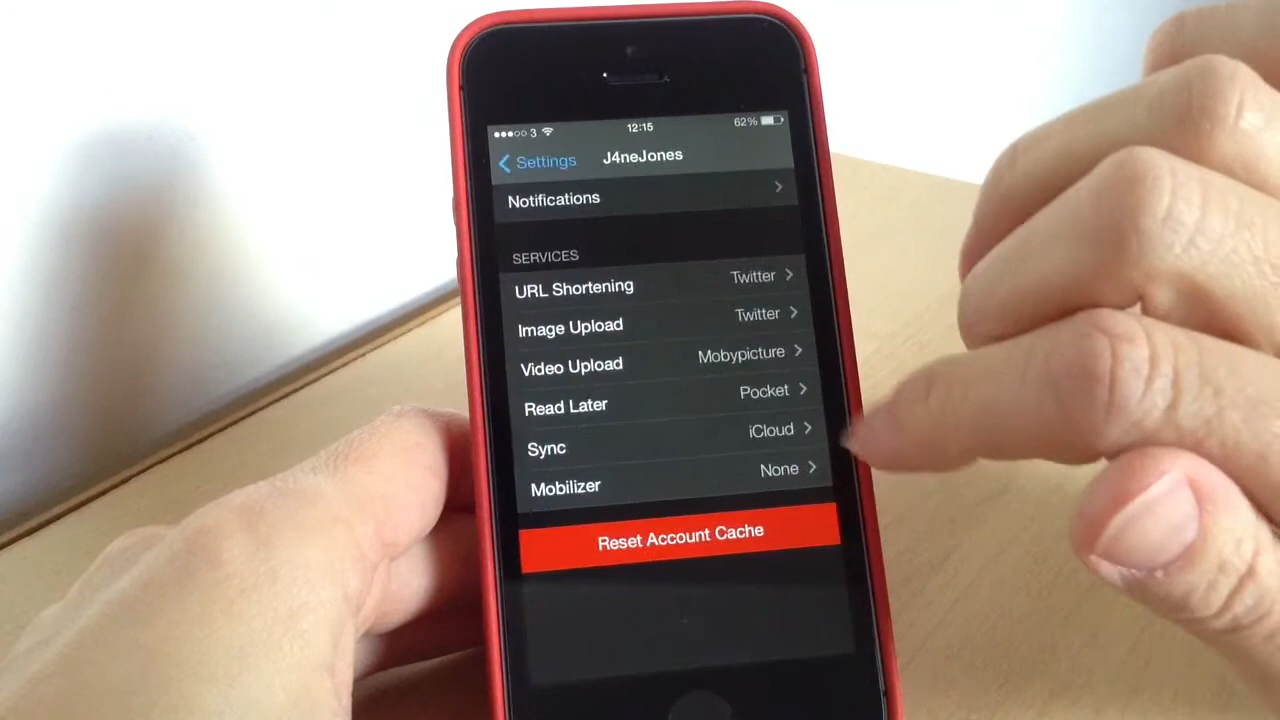 3 12:15 62%
Settings J4neJones
Notifications
SERVICES
URL Shortening Twitter
Image Upload Twitter
Video Upload Mobypicture
Read Later Pocket
Sync iCloud
Mobilizer None
Reset Account Cache